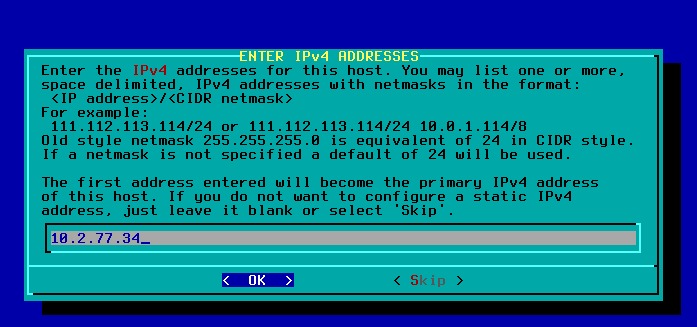 ENTER IPv4 ADDRESSES
Enter the IPv4 addresses for this host. You may list one or more,
space delimited, IPv4 addresses with netmasks in the format:
<IP address>/<CIDR netmask>
For example:
111.112.113.114/24 or 111.112.113.114/24 10.0.1.114/8
Old style netmask 255.255.255.0 is equivalent of 24 in CIDR style.
If a netmask is not specified a default of 24 will be used.
The first address entered will become the primary IPv4 address
of this host. If you do not want to configure a static IPv4
address, just leave it blank or select 'Skip'.
10.2.77.34_
< OK > < Skip >